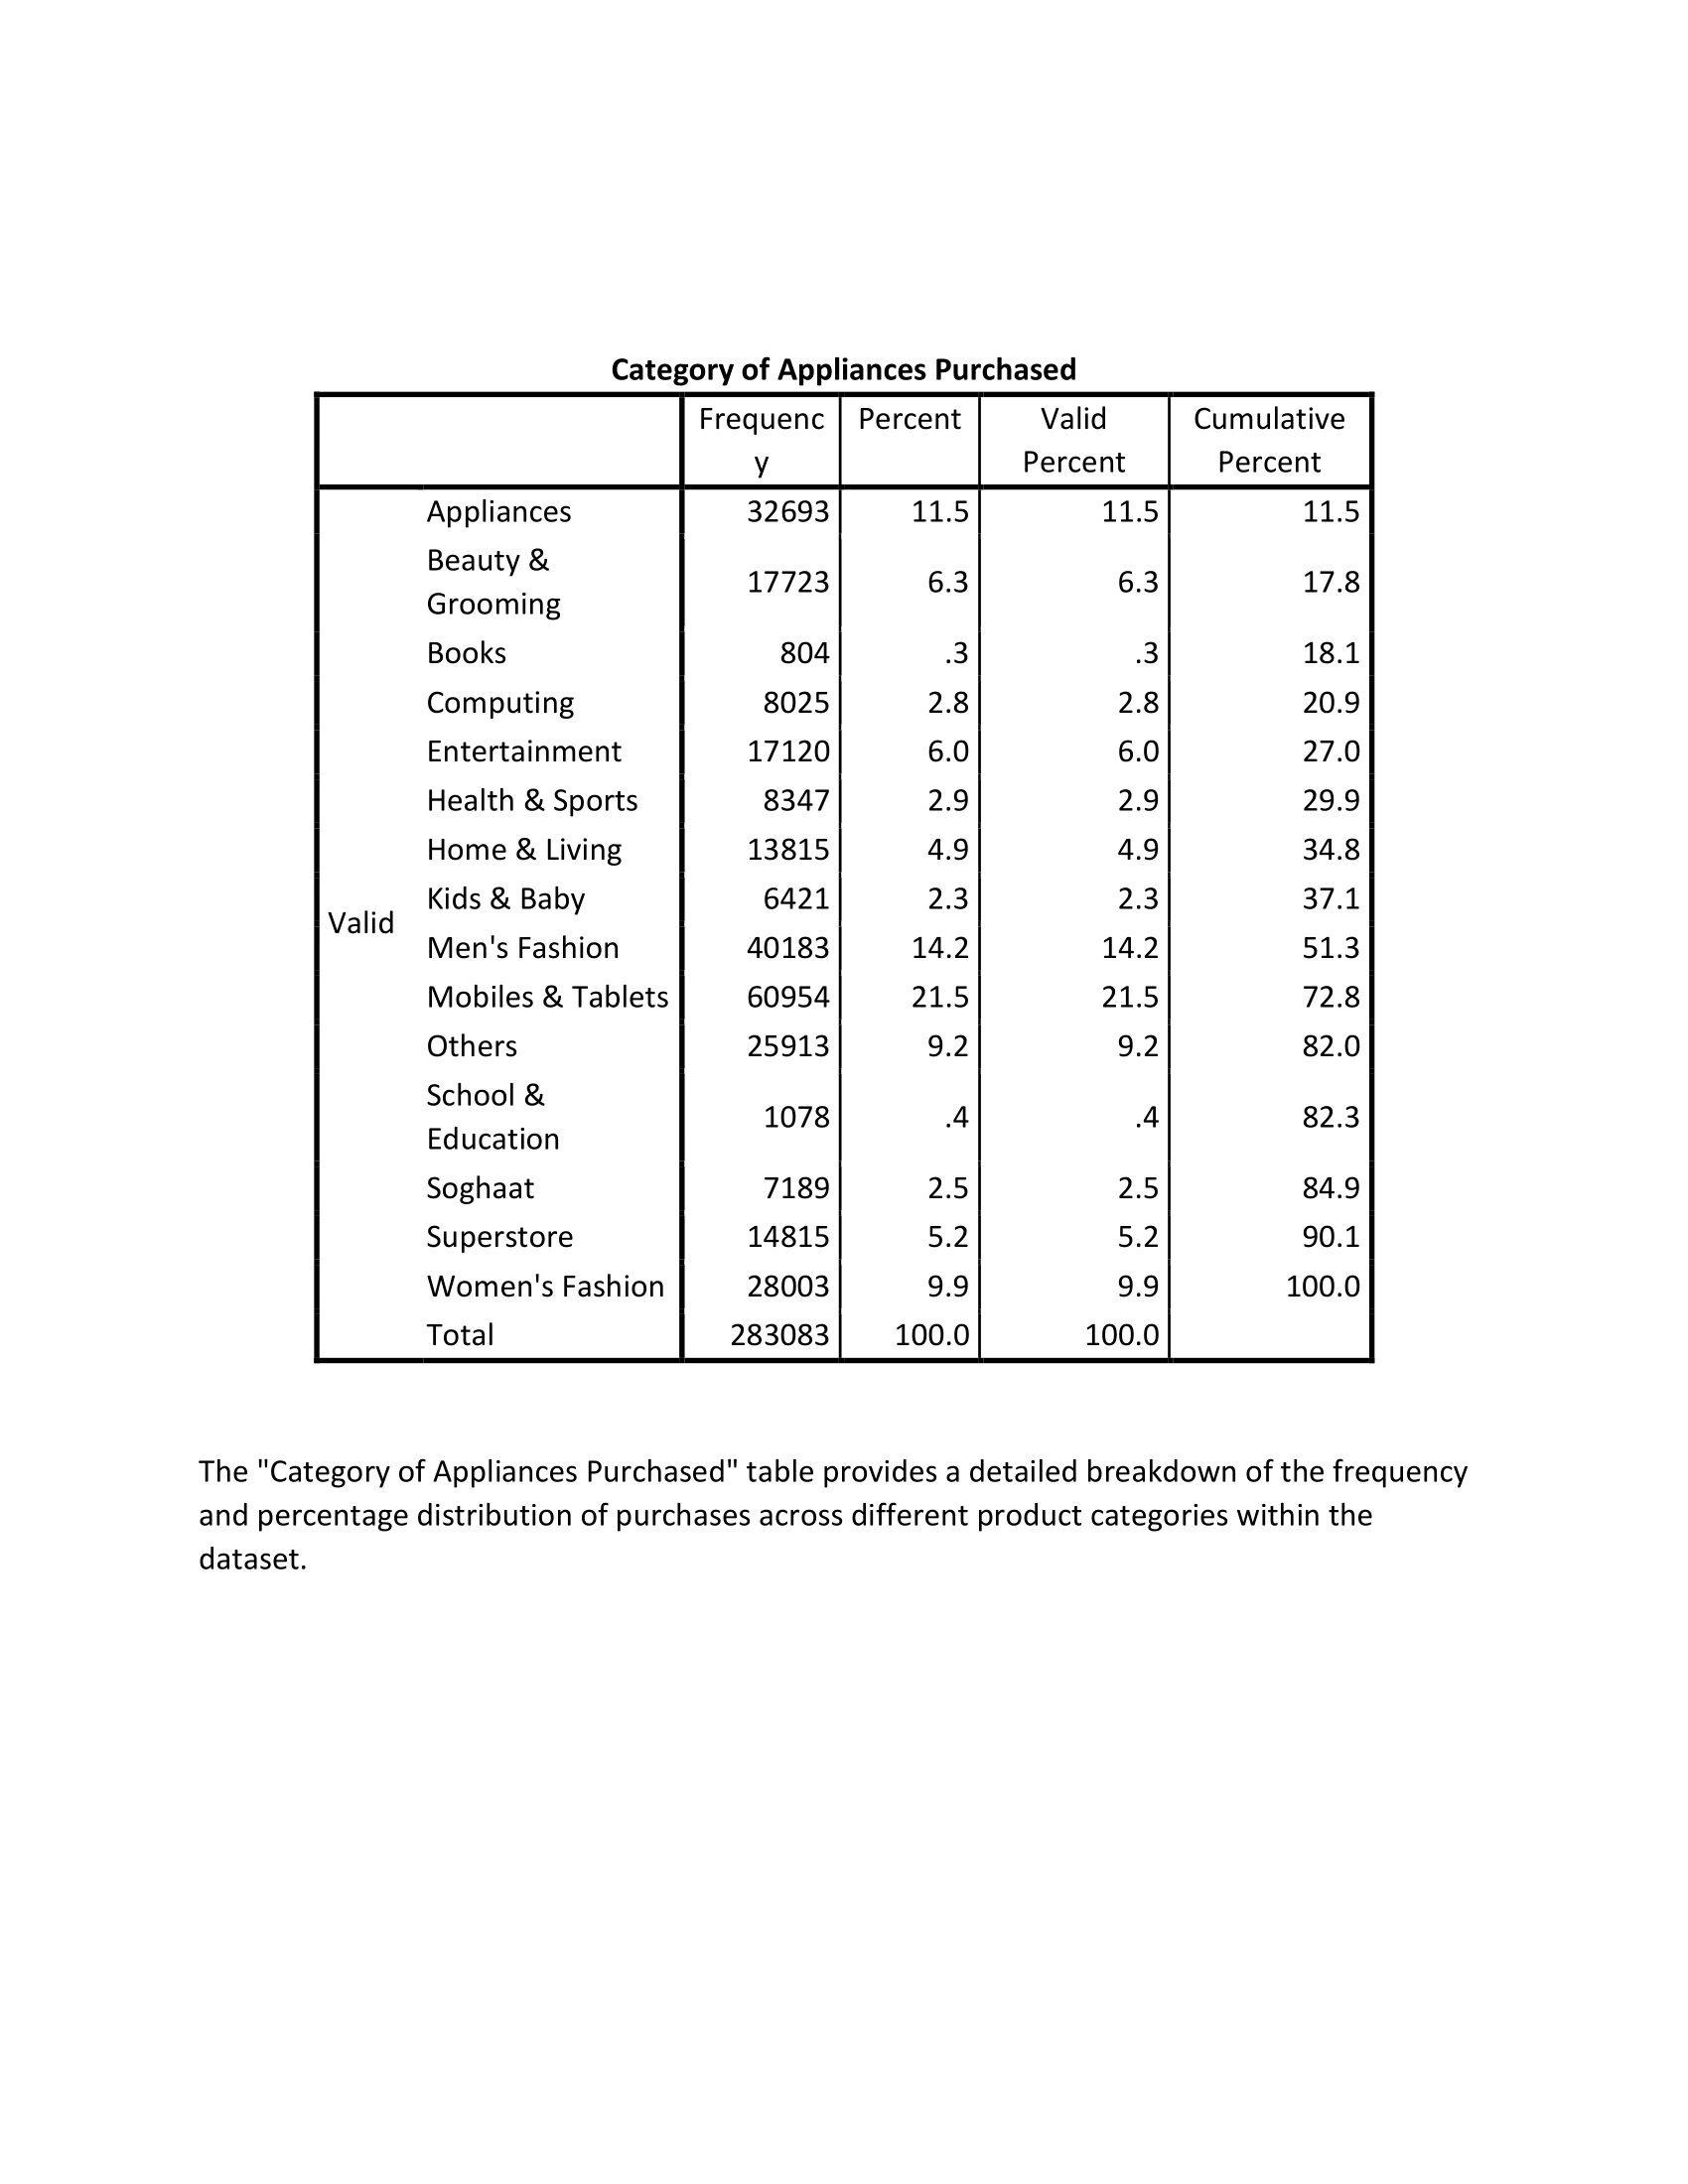 Category of Appliances Purchased
Frequenc Percent Valid Cumulative
y Percent Percent
Appliances 32693 11.5 11.5 11.5
Beauty &
Grooming 17723 6.3 6.3 17.8
Books 804 .3 .3 18.1
Computing 8025 2.8 2.8 20.9
Entertainment 17120 6.0 6.0 27.0
Health & Sports 8347 2.9 2.9 29.9
Home & Living 13815 4.9 4.9 34.8
Kids & Baby 6421 2.3 2.3 37.1
Valid
Men's Fashion 40183 14.2 14.2 51.3
Mobiles & Tablets 60954 21.5 21.5 72.8
Others 25913 9.2 9.2 82.0
School &
Education 1078 .4 .4 82.3
Soghaat 7189 2.5 2.5 84.9
Superstore 14815 5.2 5.2 90.1
Women's Fashion 28003 9.9 9.9 100.0
Total 283083 100.0 100.0
The "Category of Appliances Purchased" table provides a detailed breakdown of the frequency
and percentage distribution of purchases across different product categories within the
dataset.